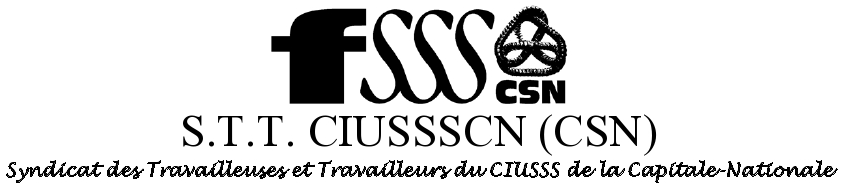 fsss CSN
S.T.T. CIUSSSCN (CSN)
Syndicat des Travailleuses et Travailleurs du CIUSSS de la Capitale-Nationale